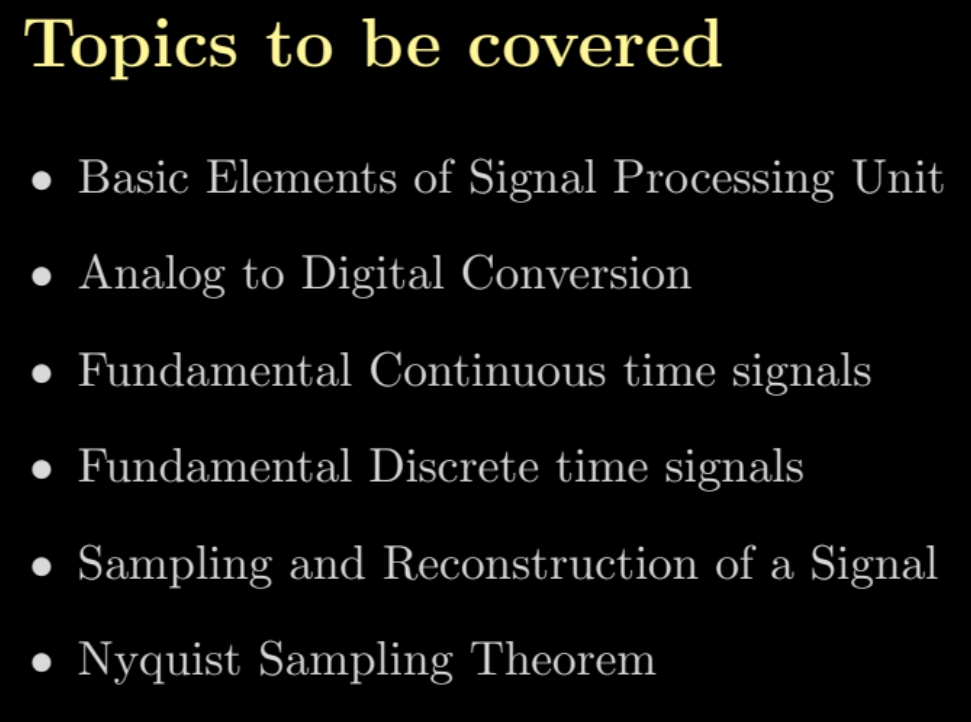 Topics to be covered
• Basic Elements of Signal Processing Unit
• Analog to Digital Conversion
• Fundamental Continuous time signals
• Fundamental Discrete time signals
• Sampling and Reconstruction of a Signal
• Nyquist Sampling Theorem